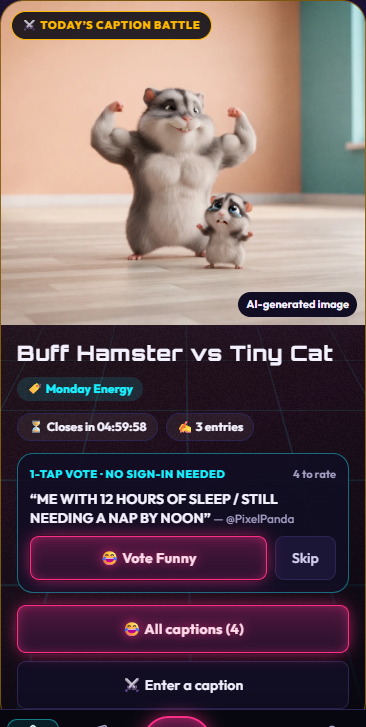 ⚔️ TODAY'S CAPTION BATTLE
AI-generated image
Buff Hamster vs Tiny Cat
🏷️ Monday Energy
⏳ Closes in 04:59:58
✍️ 3 entries
1-TAP VOTE · NO SIGN-IN NEEDED
4 to rate
“ME WITH 12 HOURS OF SLEEP / STILL
NEEDING A NAP BY NOON” — @PixelPanda
😂 Vote Funny
Skip
😂 All captions (4)
⚔️ Enter a caption